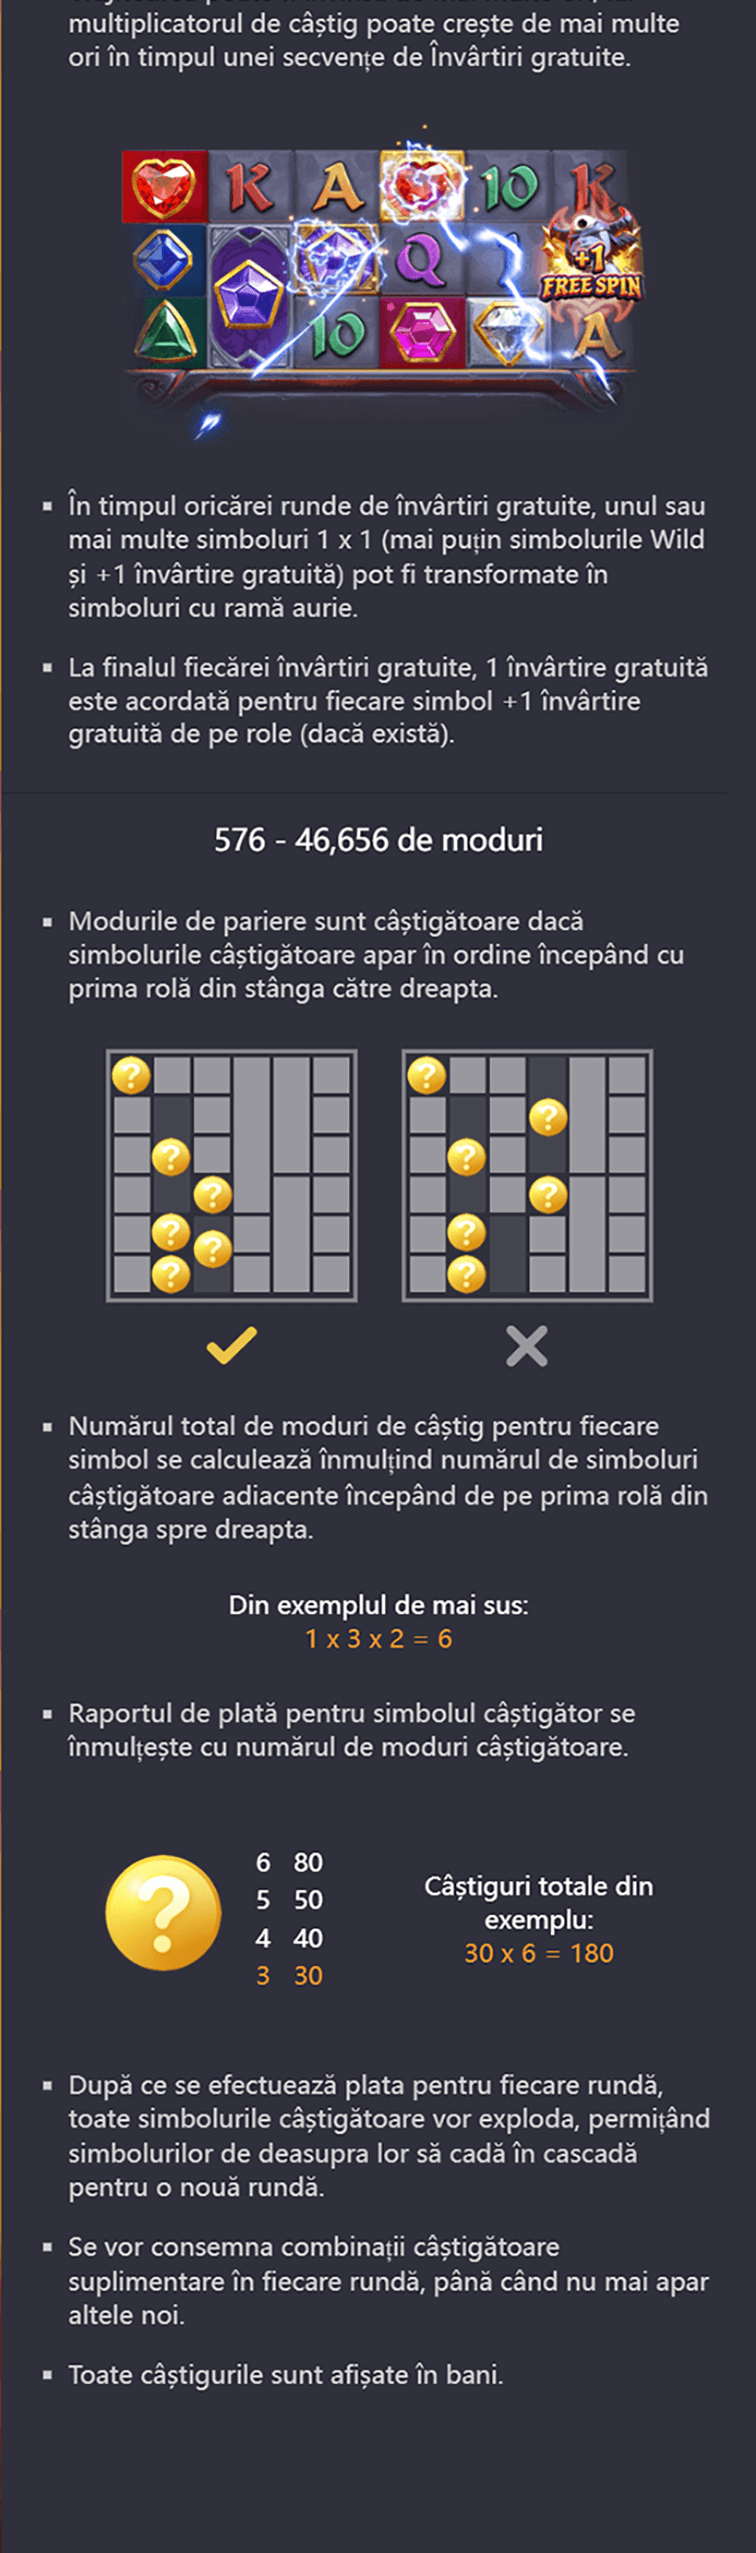 multiplicatorul de câștig poate crește de mai multe
ori în timpul unei secvențe de Învârtiri gratuite.
K A 10 K
Q
+1
FREE SPIN
10 A
În timpul oricărei runde de învârtiri gratuite, unul sau
mai multe simboluri 1 x 1 (mai puțin simbolurile Wild
și +1 învârtire gratuită) pot fi transformate în
simboluri cu ramă aurie.
La finalul fiecărei învârtiri gratuite, 1 învârtire gratuită
este acordată pentru fiecare simbol +1 învârtire
gratuită de pe role (dacă există).
576 - 46,656 de moduri
Modurile de pariere sunt câștigătoare dacă
simbolurile câștigătoare apar în ordine începând cu
prima rolă din stânga către dreapta.
? ?
?
? ?
? ?
? ?
?
? ?
Numărul total de moduri de câștig pentru fiecare
simbol se calculează înmulțind numărul de simboluri
câștigătoare adiacente începând de pe prima rolă din
stânga spre dreapta.
Din exemplul de mai sus:
1 x 3 x 2 = 6
Raportul de plată pentru simbolul câștigător se
înmulțește cu numărul de moduri câștigătoare.
?
6 80
5 50
4 40
3 30
Câștiguri totale din
exemplu:
30 x 6 = 180
După ce se efectuează plata pentru fiecare rundă,
toate simbolurile câștigătoare vor exploda, permițând
simbolurilor de deasupra lor să cadă în cascadă
pentru o nouă rundă.
Se vor consemna combinații câștigătoare
suplimentare în fiecare rundă, până când nu mai apar
altele noi.
Toate câștigurile sunt afișate în bani.